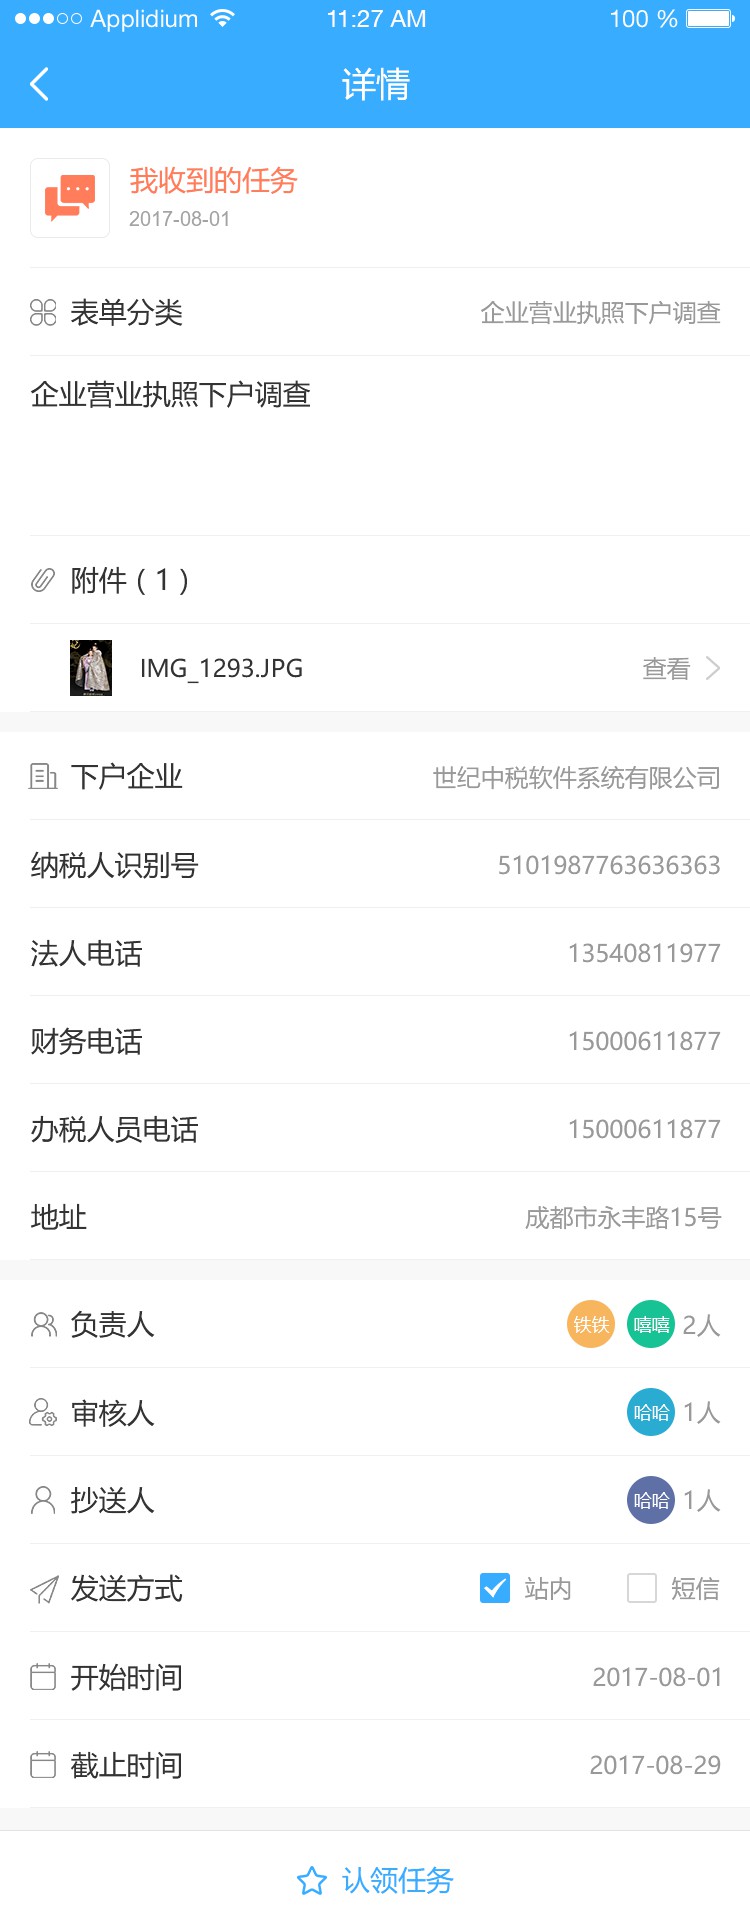 Applidium 11:27 AM 100 %
详情
我收到的任务
2017-08-01
表单分类 企业营业执照下户调查
企业营业执照下户调查
附件（1）
IMG_1293.JPG 查看
下户企业 世纪中税软件系统有限公司
纳税人识别号 5101987763636363
法人电话 13540811977
财务电话 15000611877
办税人员电话 15000611877
地址 成都市永丰路15号
负责人 铁铁 嘻嘻 2人
审核人 哈哈 1人
抄送人 哈哈 1人
发送方式 站内 短信
开始时间 2017-08-01
截止时间 2017-08-29
认领任务